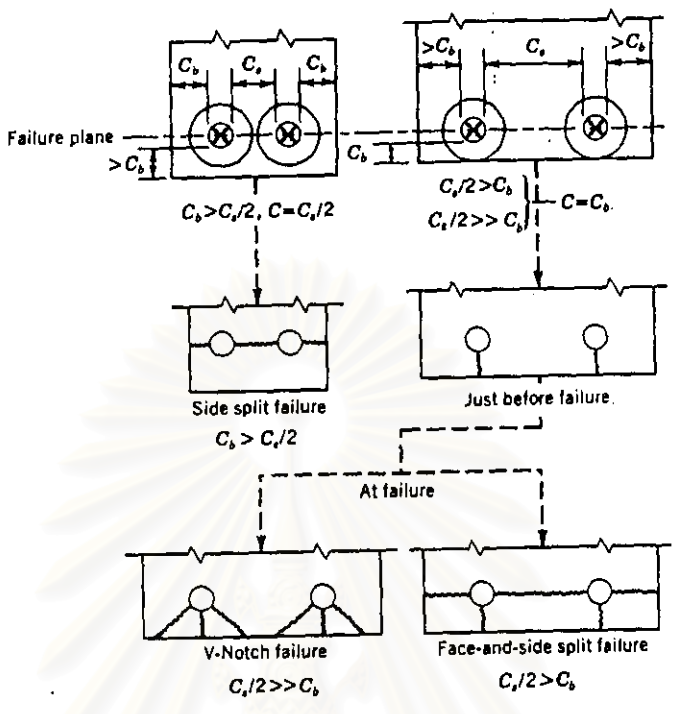 C_b C_s C_b
>C_b C_s >C_b
Failure plane
>C_b
C_b
C_b>C_s/2, C=C_s/2
C_s/2>C_b
C_s/2>>C_b
C=C_b
Side split failure
C_b > C_s/2
Just before failure
At failure
V-Notch failure
C_s/2>>C_b
Face-and-side split failure
C_s/2>C_b